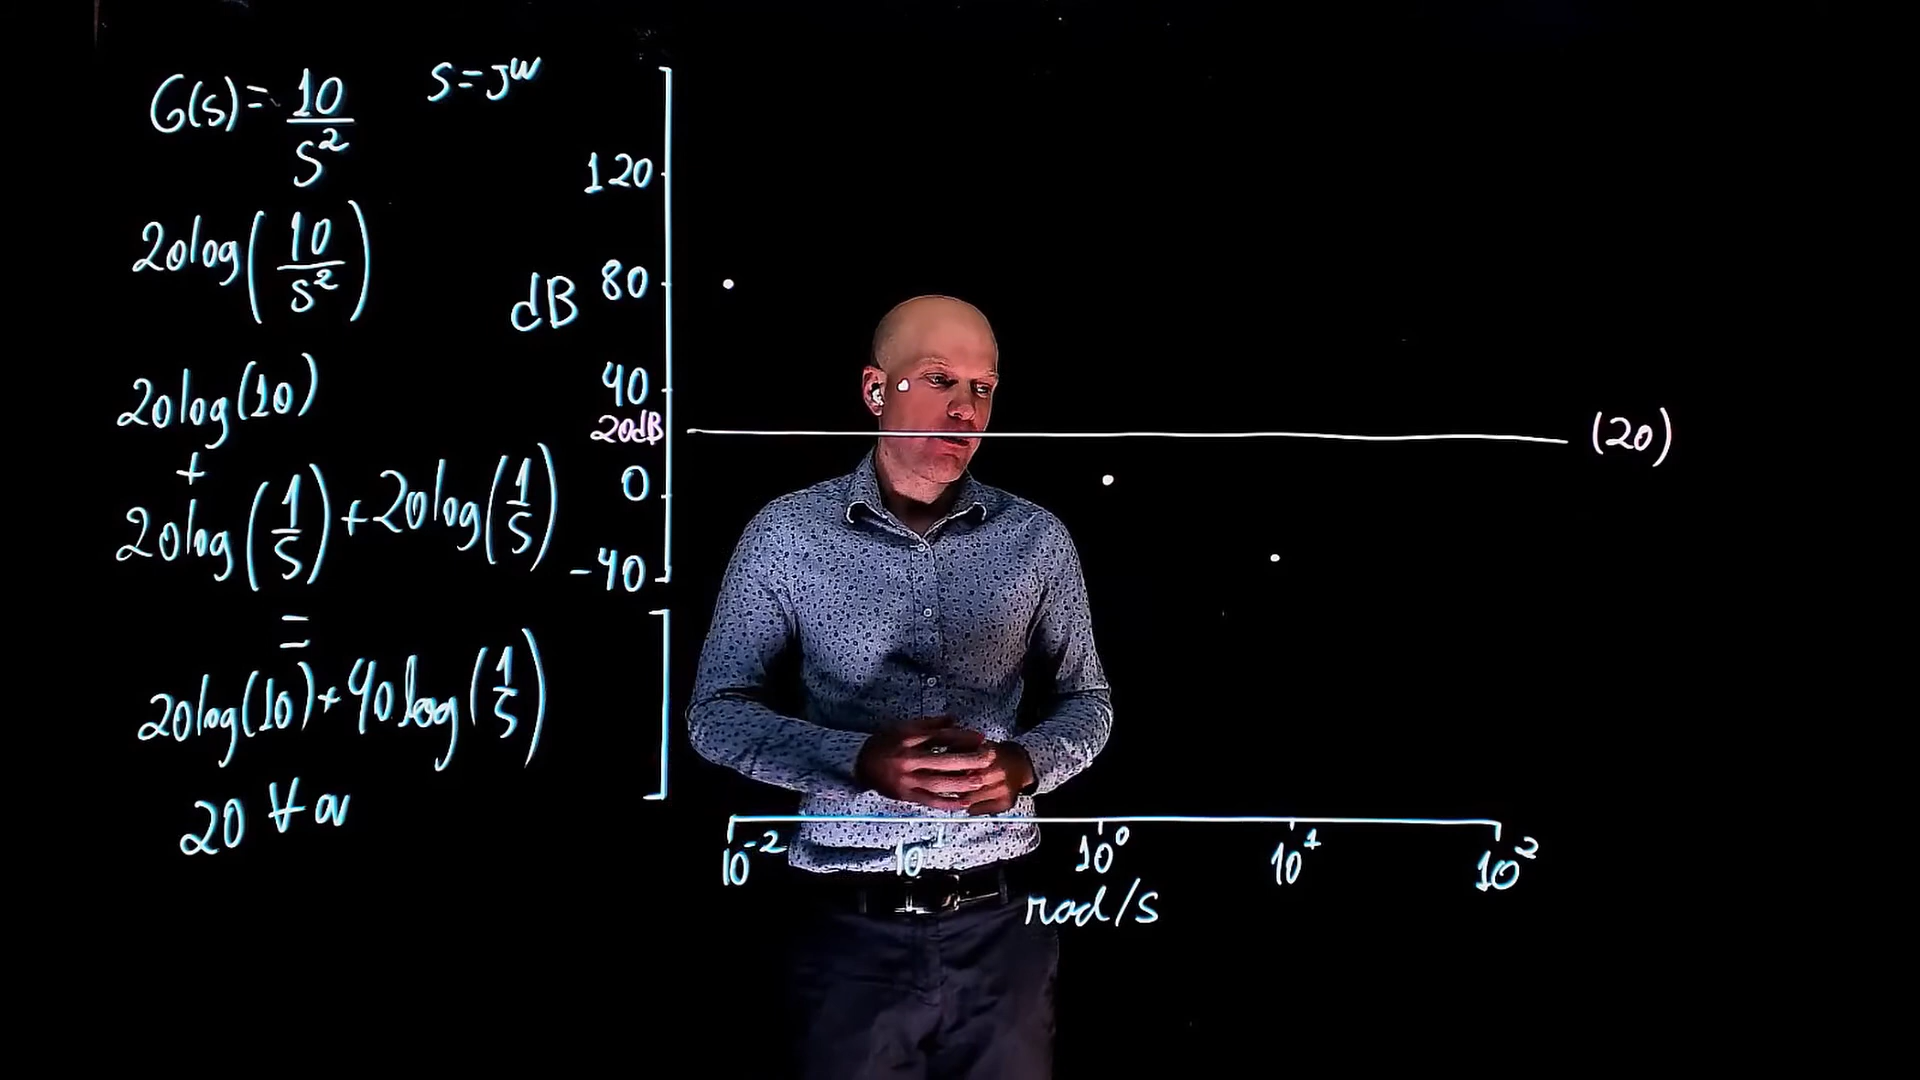 G(s)= 10/s²
s=jω
20log(10/s²)
20log(10)
+
20log(1/s)+20log(1/s)
=
20log(10)+40log(1/s)
20 ∀ ω
dB
120
80
40
20dB
0
-40
(20)
10⁻² 10⁻¹ 10⁰ 10¹ 10²
rad/s